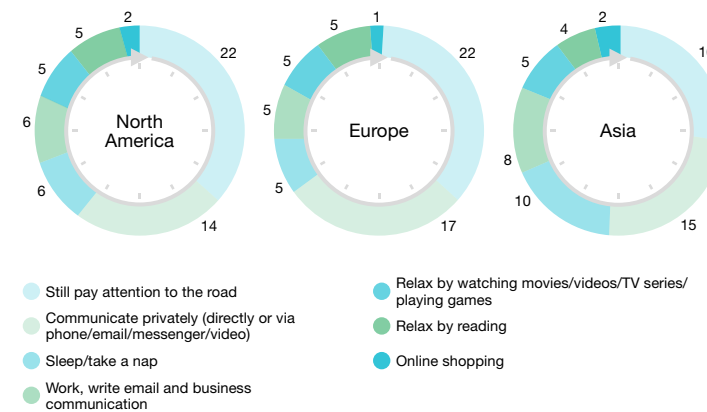 2
5
22
5
6
6
14
North
America
1
5
22
5
5
5
17
Europe
2
4
5
8
10
15
Asia
Still pay attention to the road
Communicate privately (directly or via
phone/email/messenger/video)
Sleep/take a nap
Work, write email and business
communication
Relax by watching movies/videos/TV series/
playing games
Relax by reading
Online shopping